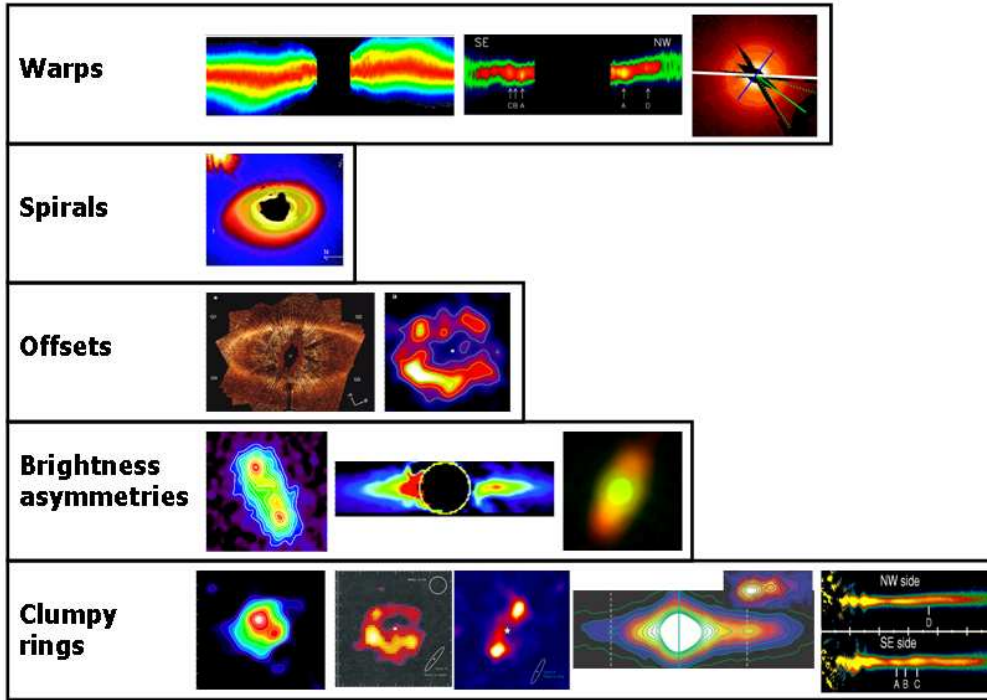 Warps
SE NW
CB A A D
Spirals
Offsets
Brightness
asymmetries
Clumpy
rings
NW side
D
SE side
A B C